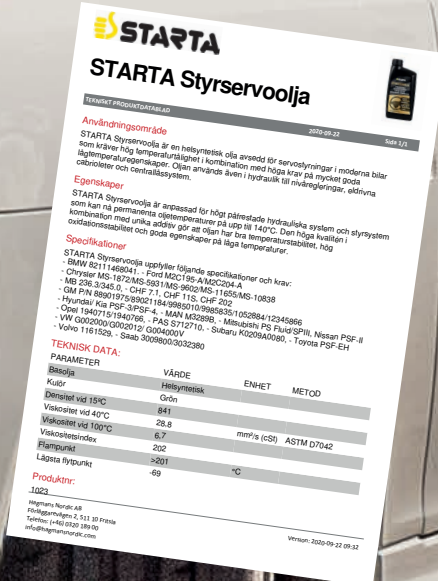 STARTA
STARTA Styrservoolja
TEKNISKT PRODUKTDATABLAD 2020-09-22 Sida 1/1
Användningsområde
STARTA Styrservoolja är en helsyntetisk olja avsedd för servostyrningar i moderna bilar
som kräver hög temperaturtålighet i kombination med höga krav på mycket goda
lågtemperaturegenskaper. Oljan används även i hydraulik till nivåregleringar, eldrivna
cabrioleter och centrallåssystem.
Egenskaper
STARTA Styrservoolja är anpassad för högt påfrestade hydrauliska system och styrsystem
som kan nå permanenta oljetemperaturer på upp till 140°C. Den höga kvalitén i
kombination med unika additiv gör att oljan har bra temperaturstabilitet, hög
oxidationsstabilitet och goda egenskaper på låga temperaturer.
Specifikationer
STARTA Styrservoolja uppfyller följande specifikationer och krav:
- BMW 82111468041. - Ford M2C195-A/M2C204-A
- Chrysler MS-1872/MS-5931/MS-9602/MS-11655/MS-10838
- MB 236.3/345.0, - CHF 7.1, CHF 11S, CHF 202
- GM P/N 88901975/89021184/9985010/9985835/1052884/12345866
- Hyundai/ Kia PSF-3/PSF-4, - MAN M3289B, - Mitsubishi PS Fluid/SPIII, Nissan PSF-II
- Opel 1940715/1940766, - PAS S712710, - Subaru K0209A0080, - Toyota PSF-EH
- VW G002000/G002012/ G004000V
- Volvo 1161529, - Saab 3009800/3032380
TEKNISK DATA:
PARAMETER VÄRDE ENHET METOD
Basolja Helsyntetisk
Kulör Grön
Densitet vid 15°C 841
Viskositet vid 40°C 28.8 mm²/s (cSt) ASTM D7042
Viskositet vid 100°C 6.7
Viskositetsindex 202
Flampunkt >201 °C
Lägsta flytpunkt -69
Produktnr:
1023
Hagmans Nordic AB
Förläggarevägen 2, 511 10 Fritsla
Telefon: (+46) 0320 189 00
info@hagmansnordic.com
Version: 2020-09-22 09:32